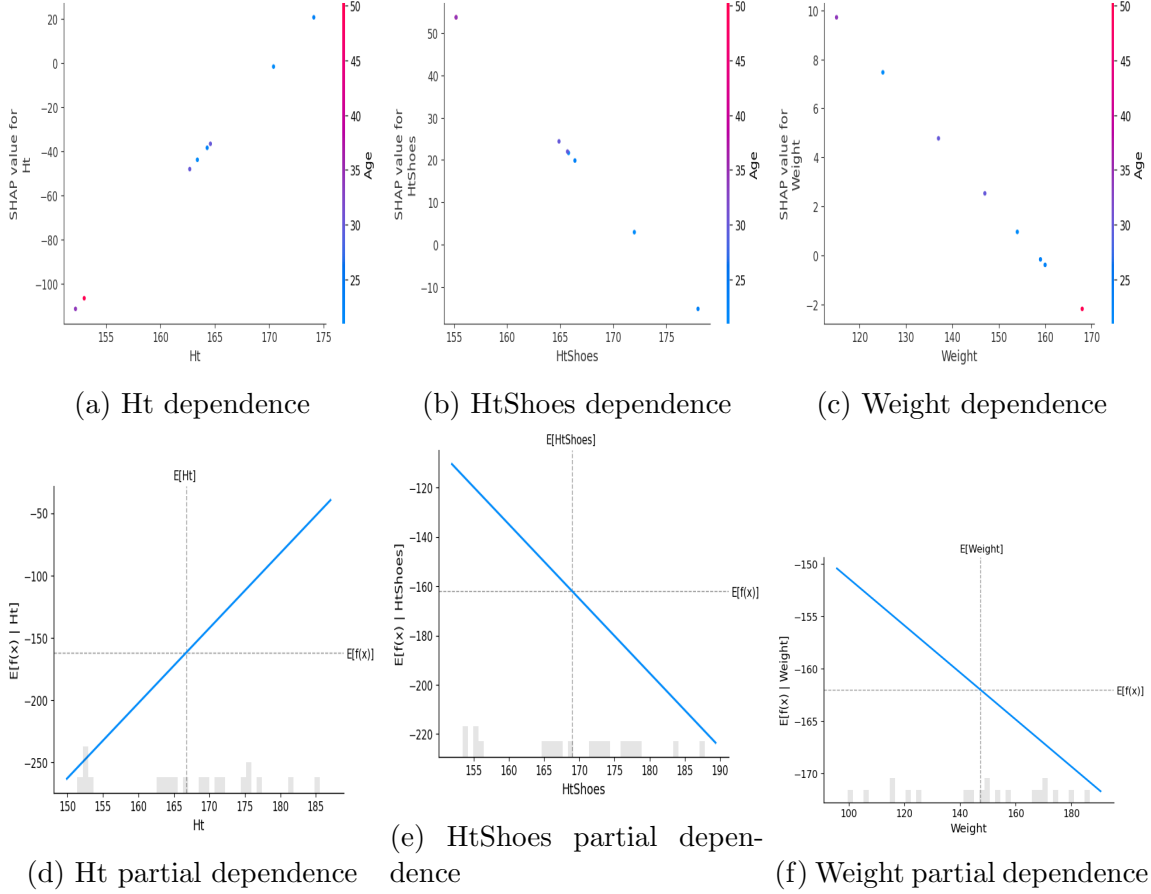 20
0
−20
−40
−60
−80
−100
155
160
165
170
175
Ht
SHAP value for
Ht
50
45
40
35
30
25
Age
50
40
30
20
10
0
−10
155
160
165
170
175
HtShoes
SHAP value for
HtShoes
50
45
40
35
30
25
Age
10
8
6
4
2
0
−2
120
130
140
150
160
170
Weight
SHAP value for
Weight
50
45
40
35
30
25
Age
(a) Ht dependence
(b) HtShoes dependence
(c) Weight dependence
E[Ht]
−50
−100
−150
−200
−250
E[f(x) | Ht]
E[f(x)]
150
155
160
165
170
175
180
185
Ht
E[HtShoes]
−120
−140
−160
−180
−200
−220
E[f(x) | HtShoes]
E[f(x)]
155
160
165
170
175
180
185
190
HtShoes
E[Weight]
−150
−155
−160
−165
−170
E[f(x) | Weight]
E[f(x)]
100
120
140
160
180
Weight
(d) Ht partial dependence
(e) HtShoes partial depen-
dence
(f) Weight partial dependence